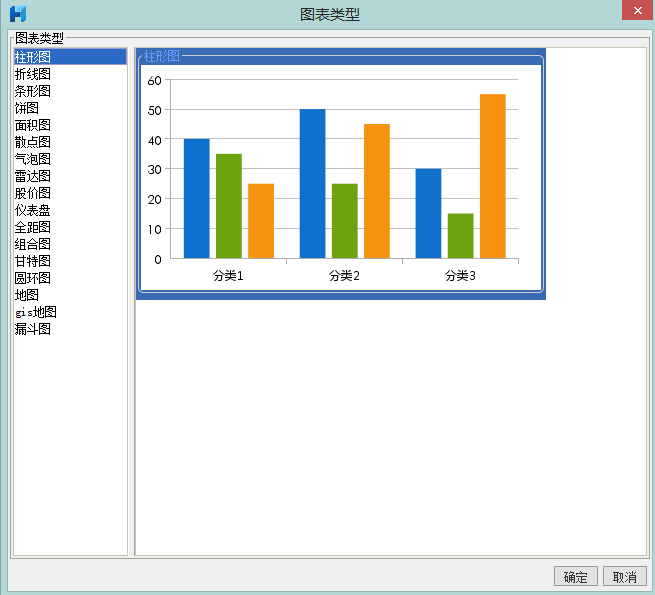 图表类型
图表类型
柱形图
折线图
条形图
饼图
面积图
散点图
气泡图
雷达图
股价图
仪表盘
全距图
组合图
甘特图
圆环图
地图
gis地图
漏斗图
柱形图
60
50
40
30
20
10
0
分类1 分类2 分类3
确定 取消